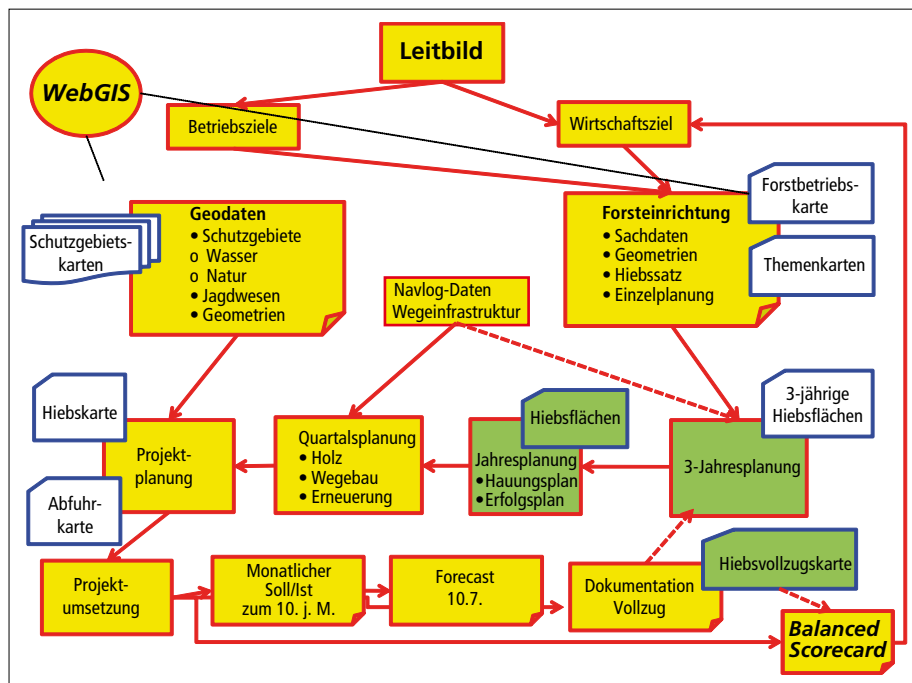 Leitbild
WebGIS
Betriebsziele
Wirtschaftsziel
Forstbetriebs-
karte
Themenkarten
Schutzgebiets-
karten
Geodaten
• Schutzgebiete
o Wasser
o Natur
• Jagdwesen
• Geometrien
Forsteinrichtung
• Sachdaten
• Geometrien
• Hiebssatz
• Einzelplanung
Navlog-Daten
Wegeinfrastruktur
Hiebskarte
Projekt-
planung
Abfuhr-
karte
Quartalsplanung
• Holz
• Wegebau
• Erneuerung
Hiebsflächen
Jahresplanung
• Hauungsplan
• Erfolgsplan
3-jährige
Hiebsflächen
3-Jahresplanung
Projekt-
umsetzung
Monatlicher
Soll/Ist
zum 10. j. M.
Forecast
10.7.
Dokumentation
Vollzug
Hiebsvollzugskarte
Balanced
Scorecard